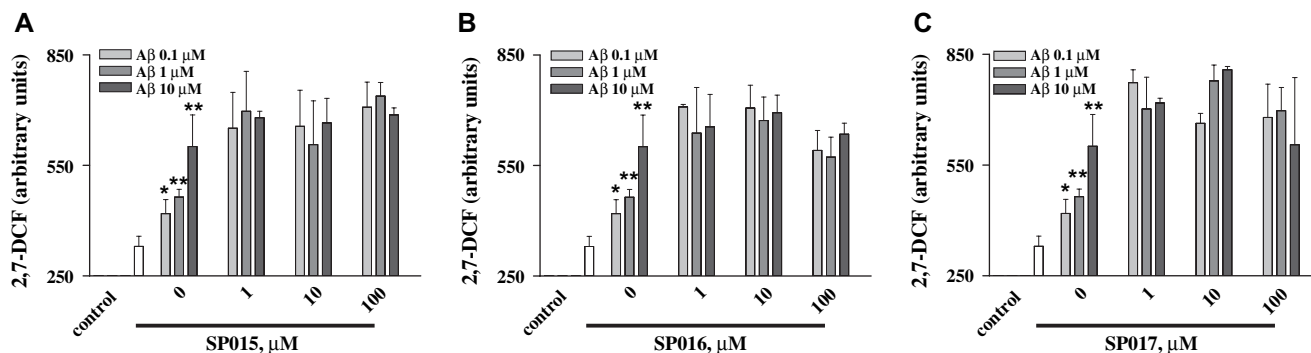 A
2,7-DCF (arbitrary units)
850
550
250
Aβ 0.1 μM
Aβ 1 μM
Aβ 10 μM
*
**
**
control
0
1
10
100
SP015, μM
B
2,7-DCF (arbitrary units)
850
550
250
Aβ 0.1 μM
Aβ 1 μM
Aβ 10 μM
*
**
**
control
0
1
10
100
SP016, μM
C
2,7-DCF (arbitrary units)
850
550
250
Aβ 0.1 μM
Aβ 1 μM
Aβ 10 μM
*
**
**
control
0
1
10
100
SP017, μM